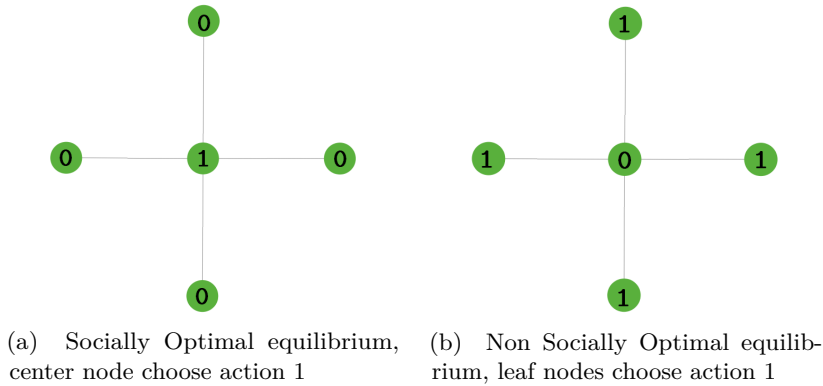 0
1
0
1
0
1
0
1
0
1
(a) Socially Optimal equilibrium,
center node choose action 1
(b) Non Socially Optimal equilib-
rium, leaf nodes choose action 1